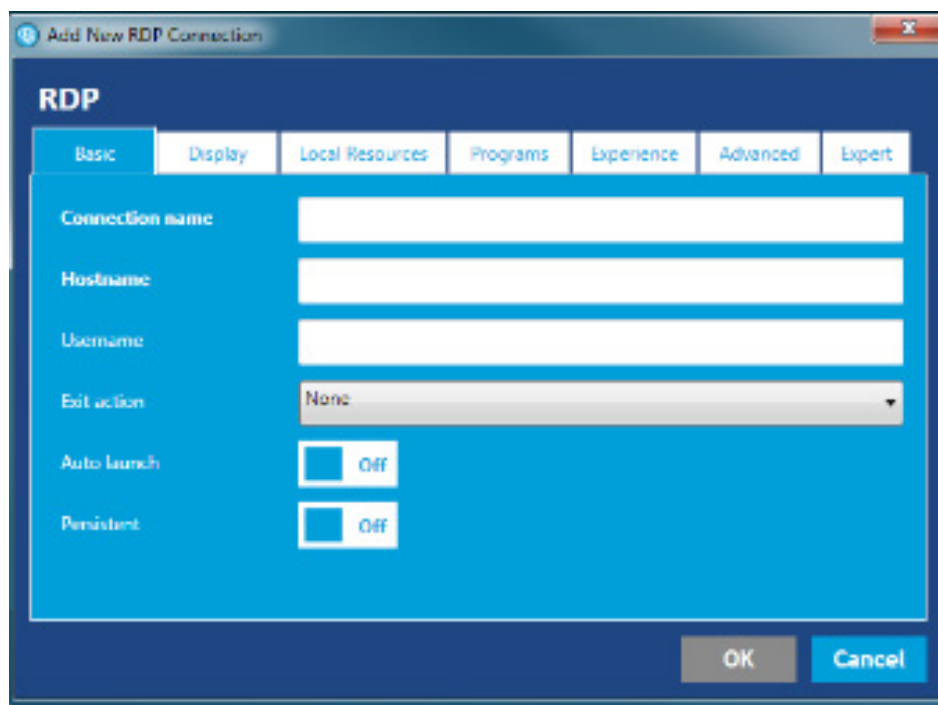 Add New RDP Connection
RDP
Basic Display Local Resources Programs Experience Advanced Expert
Connection name
Hostname
Username
Exit action None
Auto launch Off
Persistent Off
OK Cancel